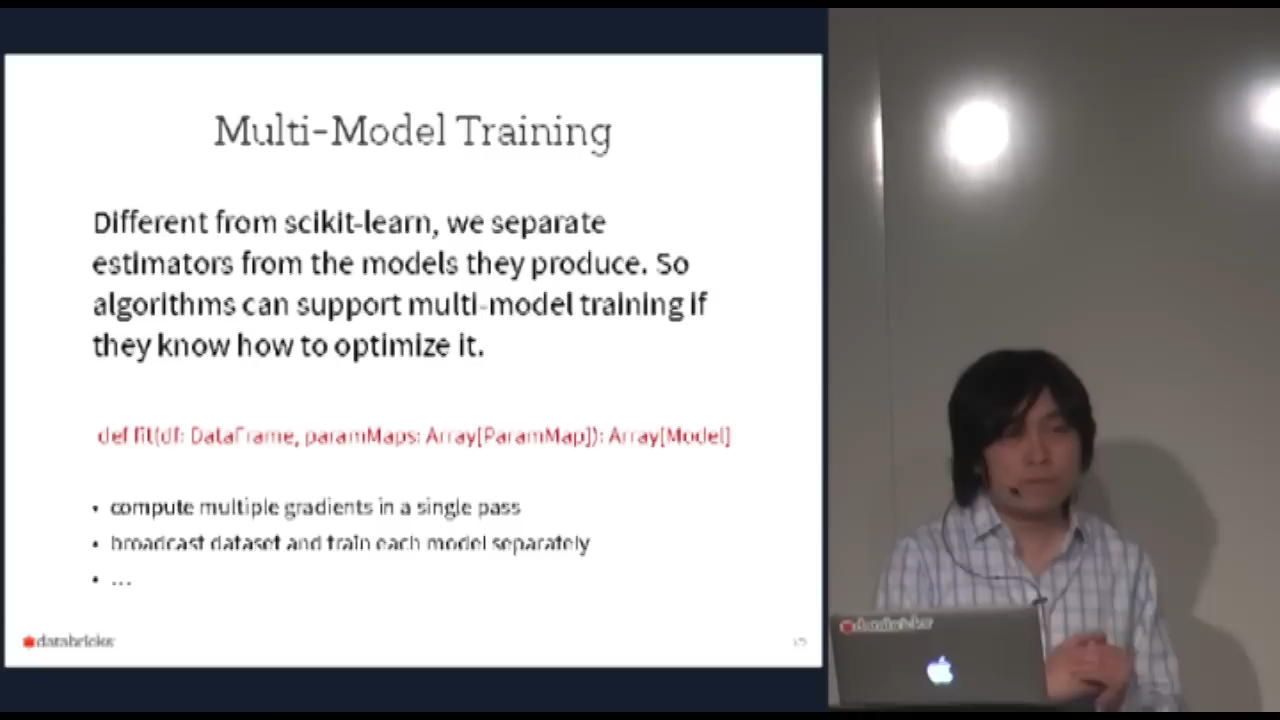 Multi-Model Training
Different from scikit-learn, we separate
estimators from the models they produce. So
algorithms can support multi-model training if
they know how to optimize it.
def fit(df: DataFrame, paramMaps: Array[ParamMap]): Array[Model]
• compute multiple gradients in a single pass
• broadcast dataset and train each model separately
• ...
databricks
databricks